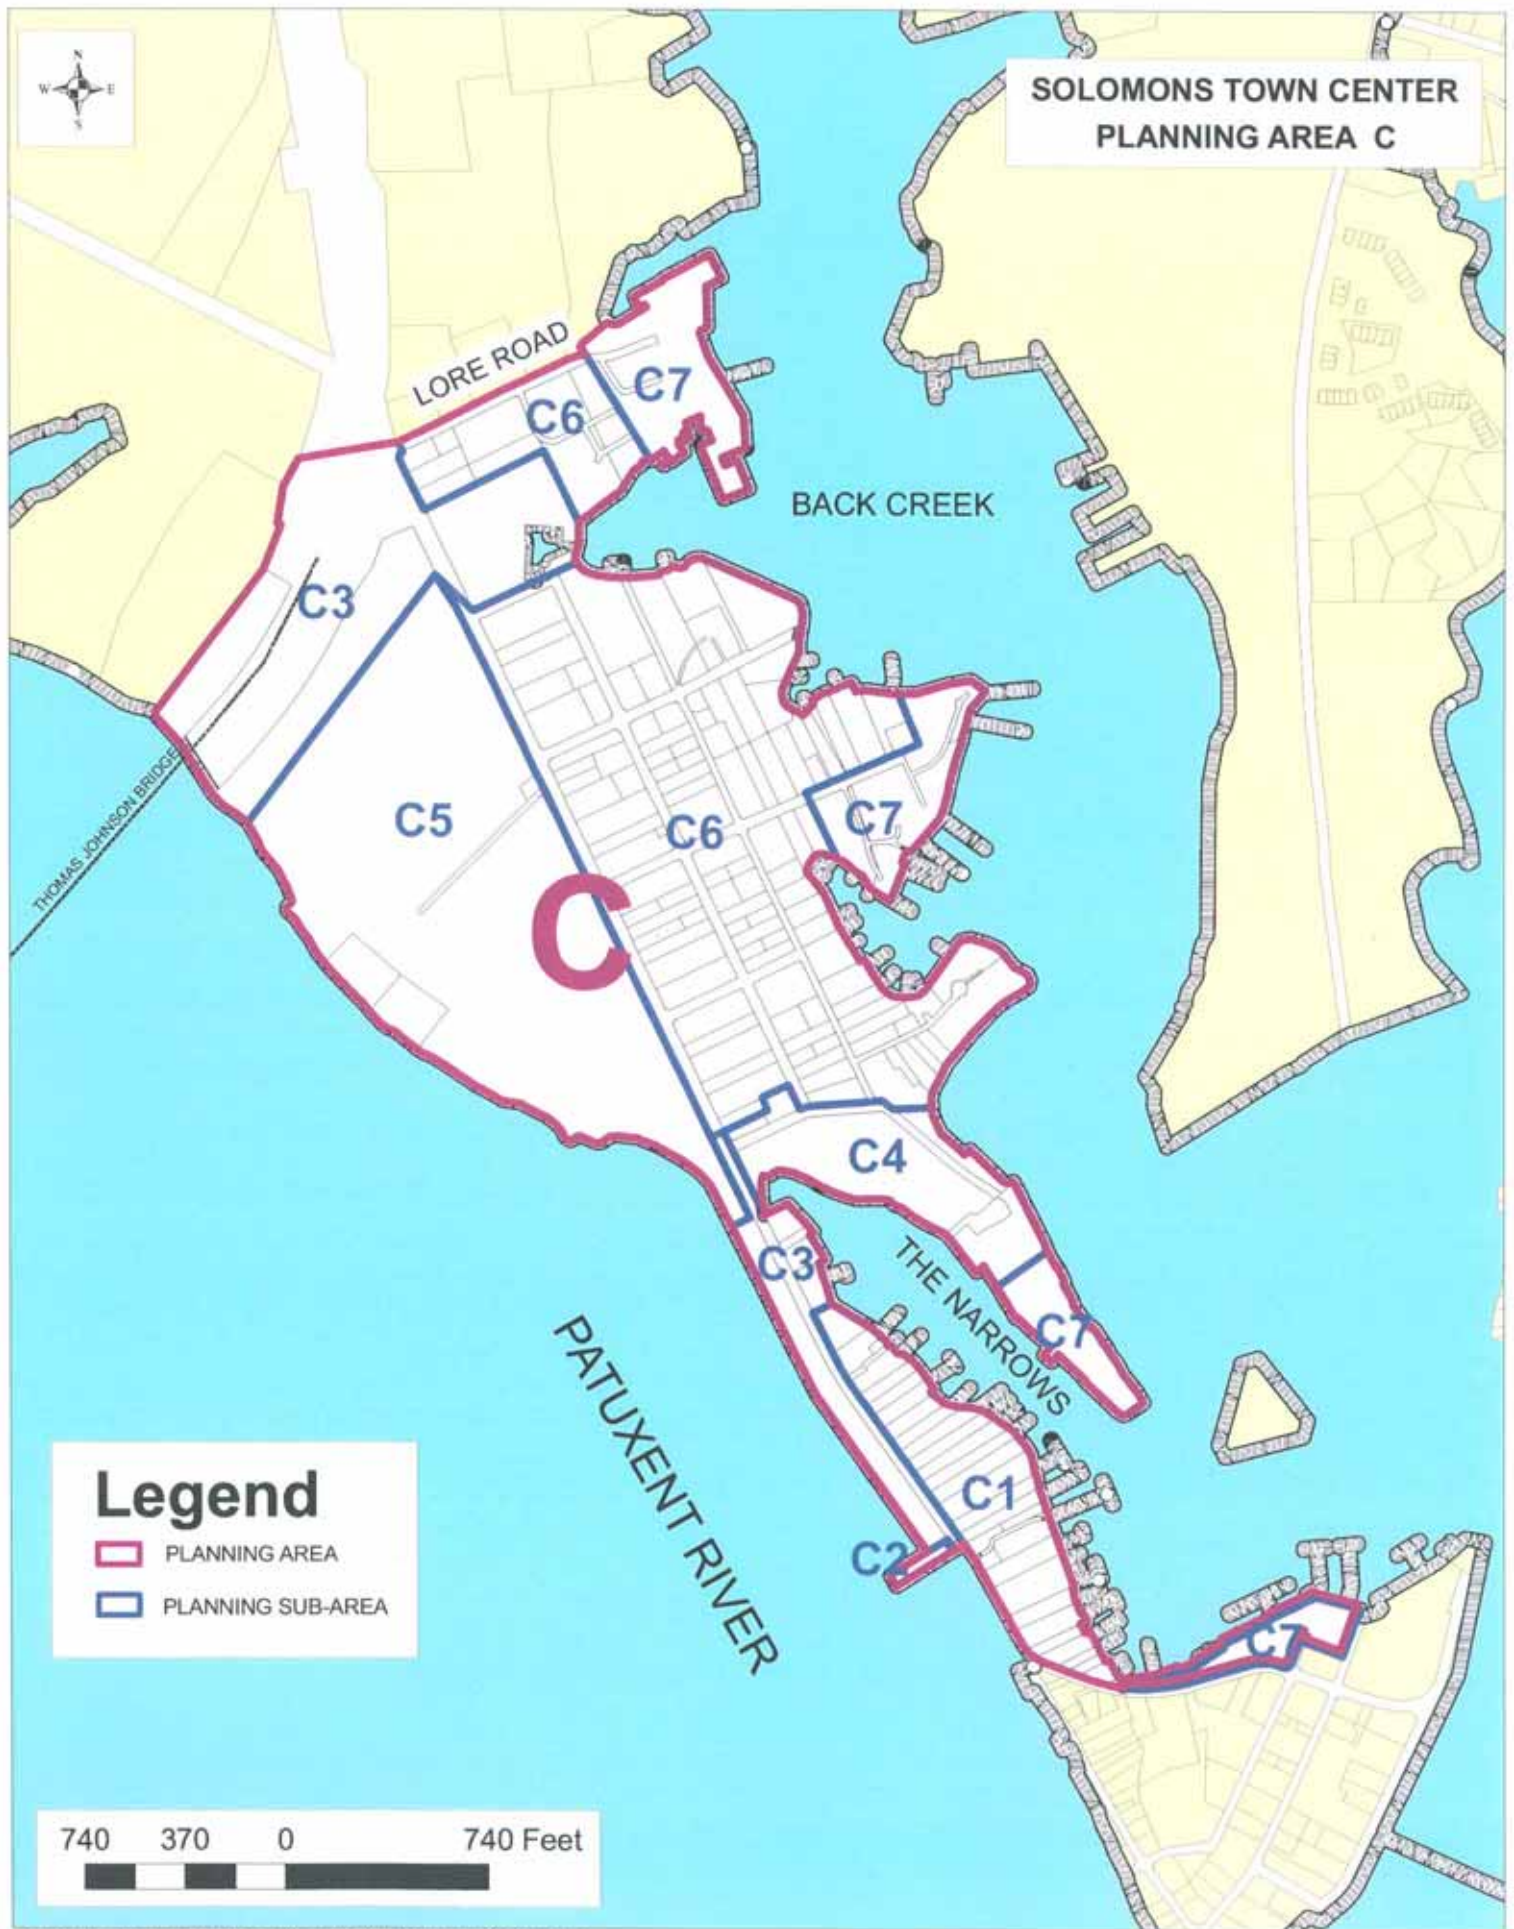 N
W E
S
SOLOMONS TOWN CENTER
PLANNING AREA C
LORE ROAD
C7
C6
BACK CREEK
C3
THOMAS JOHNSON BRIDGE
C5
C6
C7
C
C4
C3
THE NARROWS
C7
PATUXENT RIVER
C1
C2
C7
Legend
PLANNING AREA
PLANNING SUB-AREA
740 370 0 740 Feet